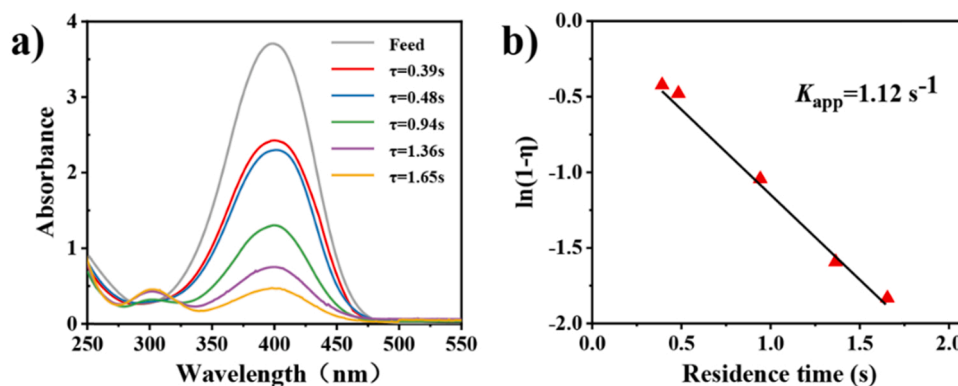 a)
4
3
2
1
0
Absorbance
250 300 350 400 450 500 550
Wavelength（nm）
Feed
τ=0.39s
τ=0.48s
τ=0.94s
τ=1.36s
τ=1.65s
b)
0.0
-0.5
-1.0
-1.5
-2.0
ln(1-η)
0.0 0.5 1.0 1.5 2.0
Residence time (s)
Kapp=1.12 s-1